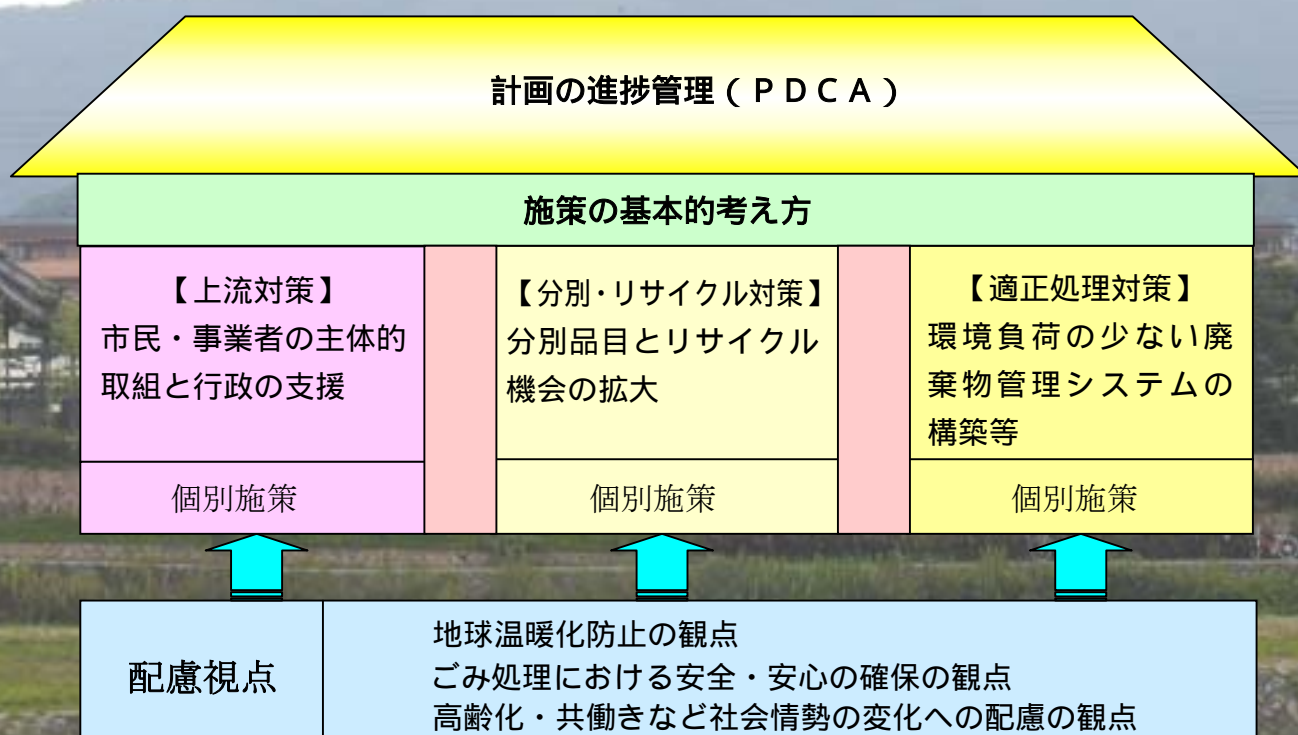 計画の進捗管理（ＰＤＣＡ）
施策の基本的考え方
【上流対策】
市民・事業者の主体的
取組と行政の支援
個別施策
【分別・リサイクル対策】
分別品目とリサイクル
機会の拡大
個別施策
【適正処理対策】
環境負荷の少ない廃
棄物管理システムの
構築等
個別施策
配慮視点
地球温暖化防止の観点
ごみ処理における安全・安心の確保の観点
高齢化・共働きなど社会情勢の変化への配慮の観点